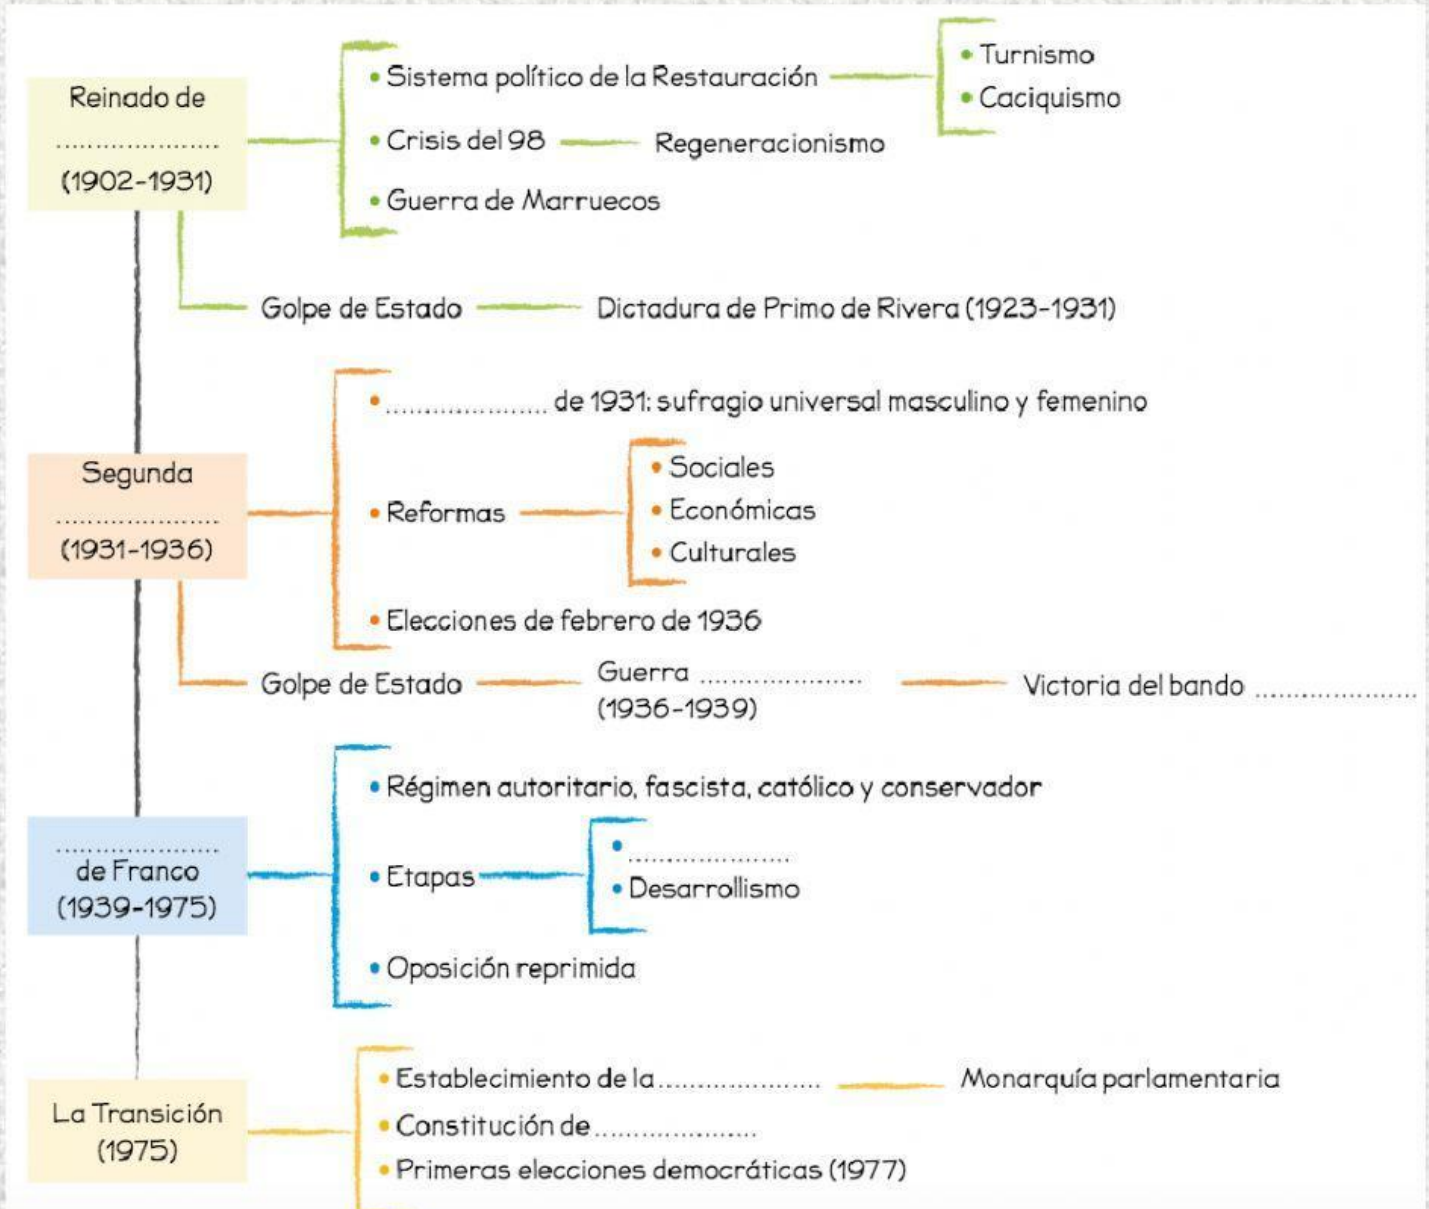 Reinado de
.....................
(1902-1931)
• Sistema político de la Restauración
• Turnismo
• Caciquismo
• Crisis del 98
Regeneracionismo
• Guerra de Marruecos
Golpe de Estado
Dictadura de Primo de Rivera (1923-1931)
Segunda
.....................
(1931-1936)
• ..................... de 1931: sufragio universal masculino y femenino
• Reformas
• Sociales
• Económicas
• Culturales
• Elecciones de febrero de 1936
Golpe de Estado
Guerra .....................
(1936-1939)
Victoria del bando .....................
.....................
de Franco
(1939-1975)
• Régimen autoritario, fascista, católico y conservador
• Etapas
• .....................
• Desarrollismo
• Oposición reprimida
La Transición
(1975)
• Establecimiento de la .....................
Monarquía parlamentaria
• Constitución de .....................
• Primeras elecciones democráticas (1977)